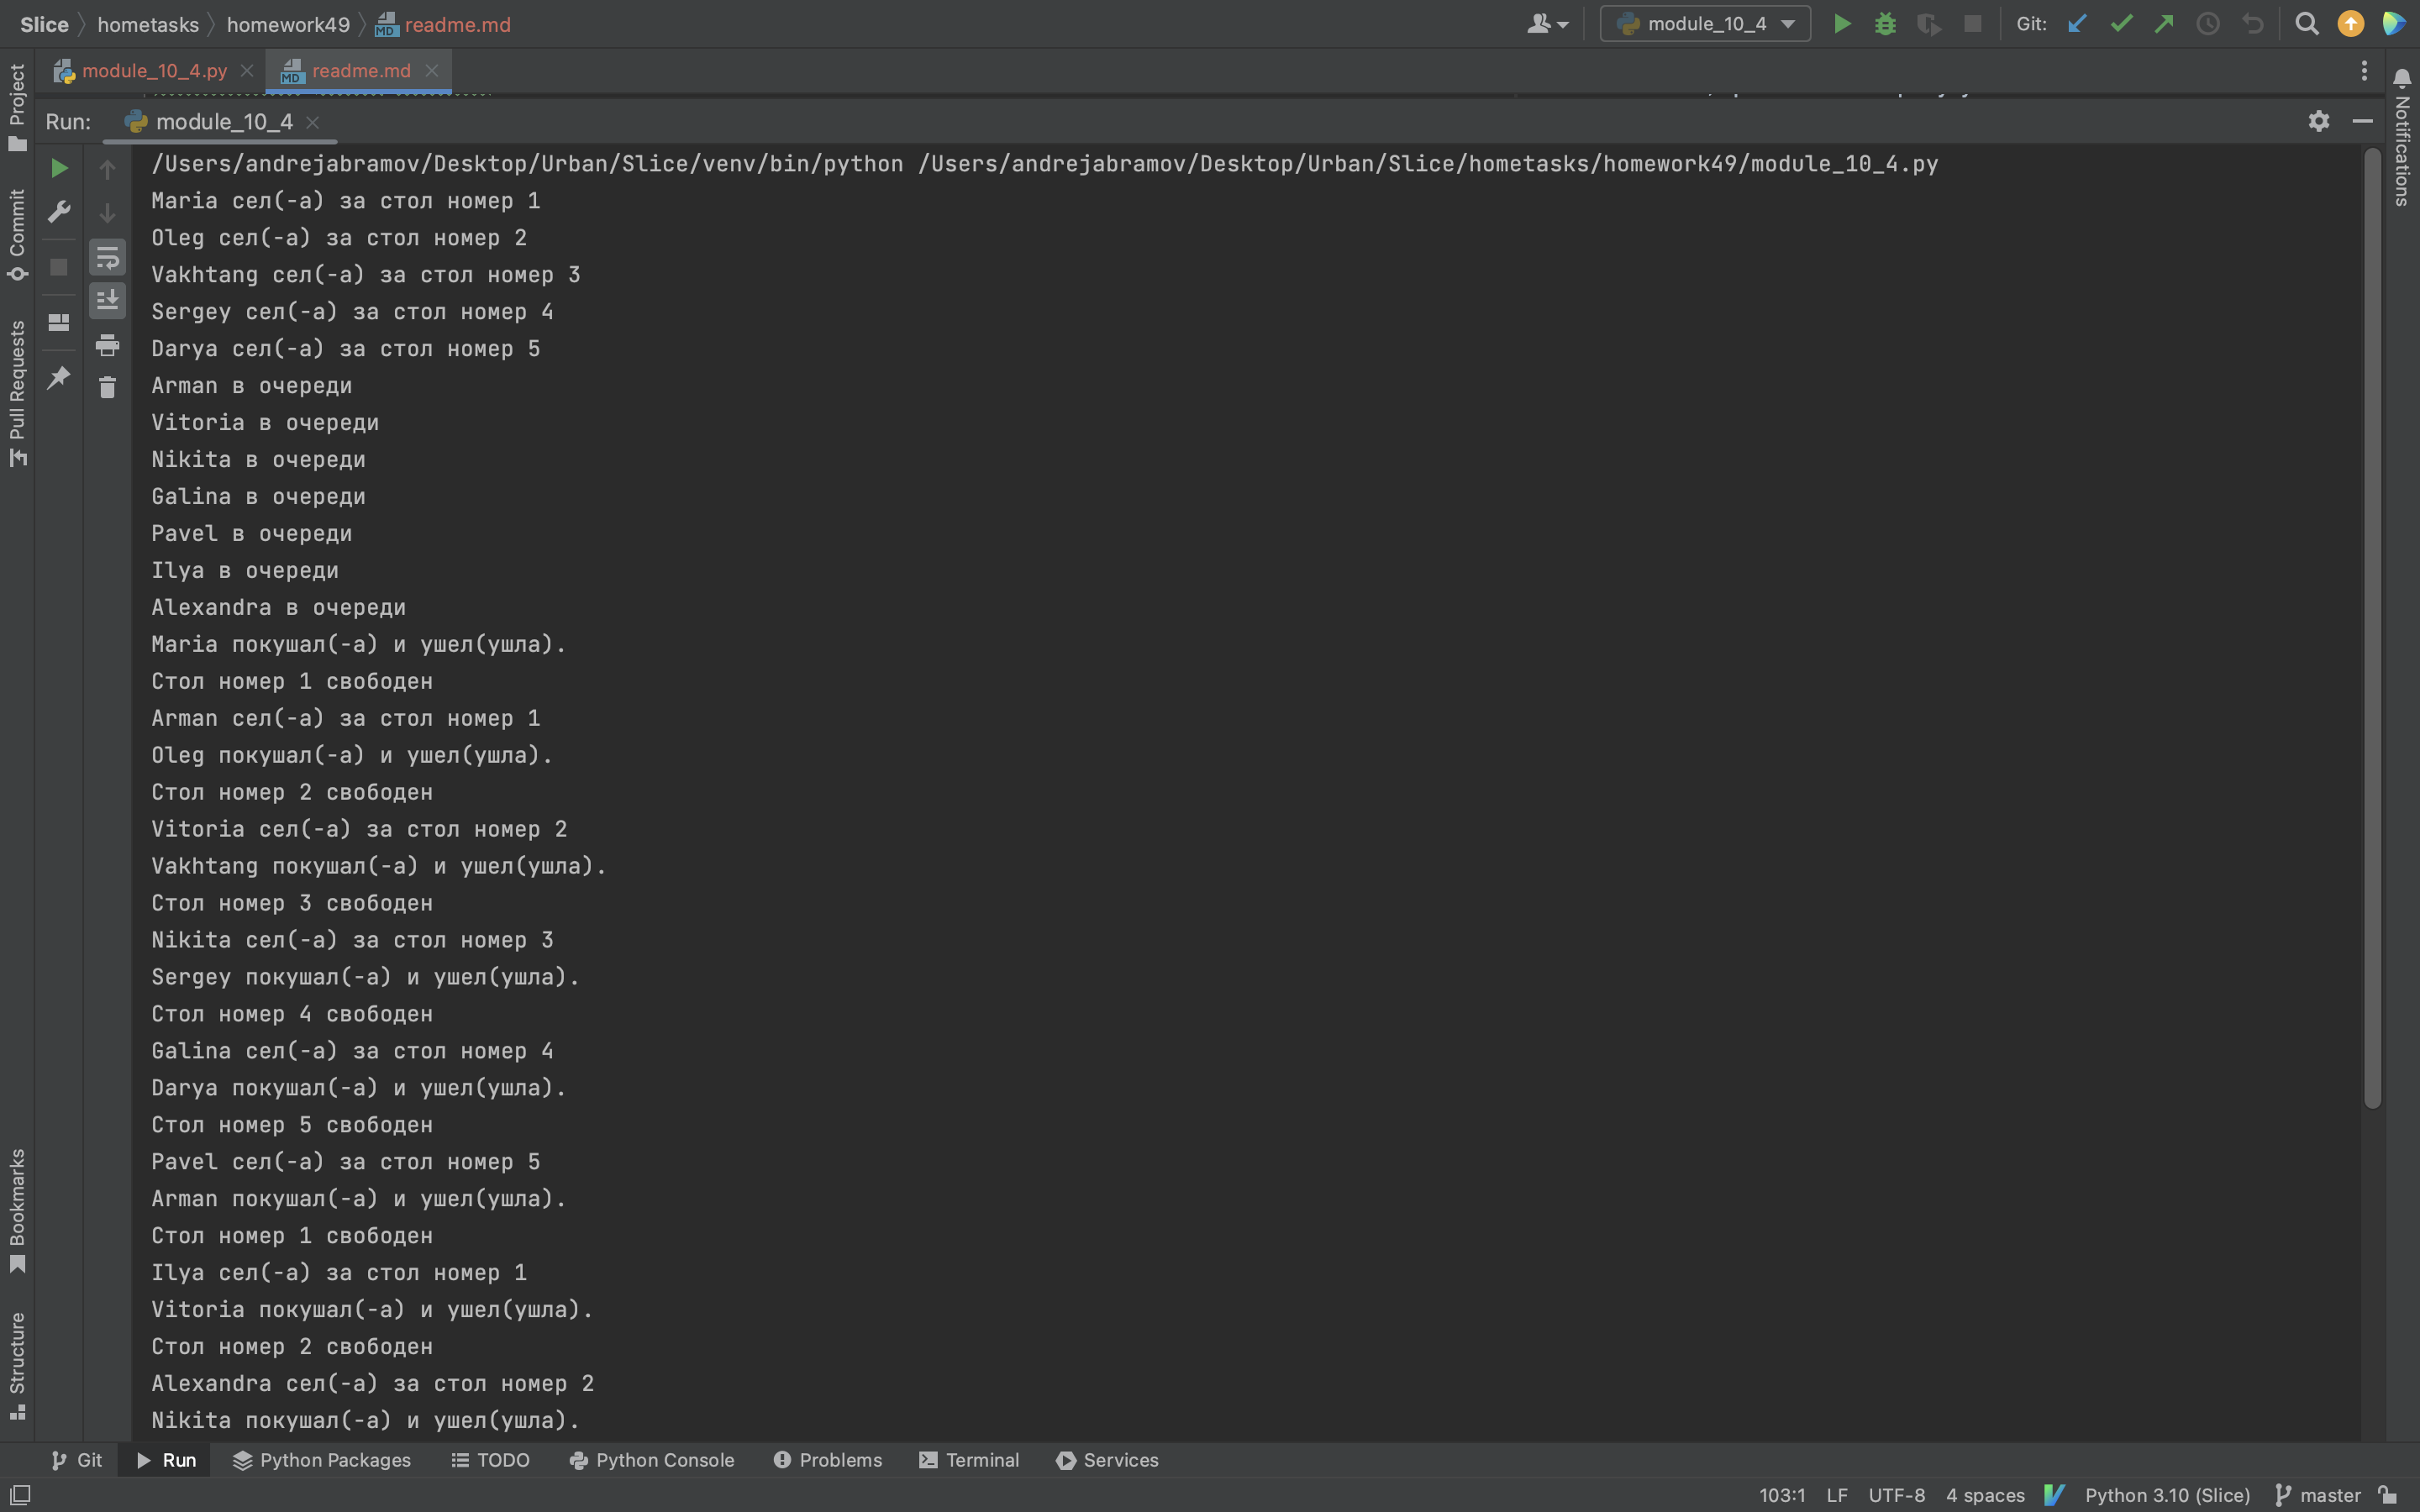 Slice hometasks homework49 readme.md module_10_4 Git:
module_10_4.py readme.md
Run: module_10_4
/Users/andrejabramov/Desktop/Urban/Slice/venv/bin/python /Users/andrejabramov/Desktop/Urban/Slice/hometasks/homework49/module_10_4.py
Maria сел(-а) за стол номер 1
Oleg сел(-а) за стол номер 2
Vakhtang сел(-а) за стол номер 3
Sergey сел(-а) за стол номер 4
Darya сел(-а) за стол номер 5
Arman в очереди
Vitoria в очереди
Nikita в очереди
Galina в очереди
Pavel в очереди
Ilya в очереди
Alexandra в очереди
Maria покушал(-а) и ушел(ушла).
Стол номер 1 свободен
Arman сел(-а) за стол номер 1
Oleg покушал(-а) и ушел(ушла).
Стол номер 2 свободен
Vitoria сел(-а) за стол номер 2
Vakhtang покушал(-а) и ушел(ушла).
Стол номер 3 свободен
Nikita сел(-а) за стол номер 3
Sergey покушал(-а) и ушел(ушла).
Стол номер 4 свободен
Galina сел(-а) за стол номер 4
Darya покушал(-а) и ушел(ушла).
Стол номер 5 свободен
Pavel сел(-а) за стол номер 5
Arman покушал(-а) и ушел(ушла).
Стол номер 1 свободен
Ilya сел(-а) за стол номер 1
Vitoria покушал(-а) и ушел(ушла).
Стол номер 2 свободен
Alexandra сел(-а) за стол номер 2
Nikita покушал(-а) и ушел(ушла).
Project
Commit
Pull Requests
Bookmarks
Structure
Notifications
Git Run Python Packages TODO Python Console Problems Terminal Services
103:1 LF UTF-8 4 spaces Python 3.10 (Slice) master